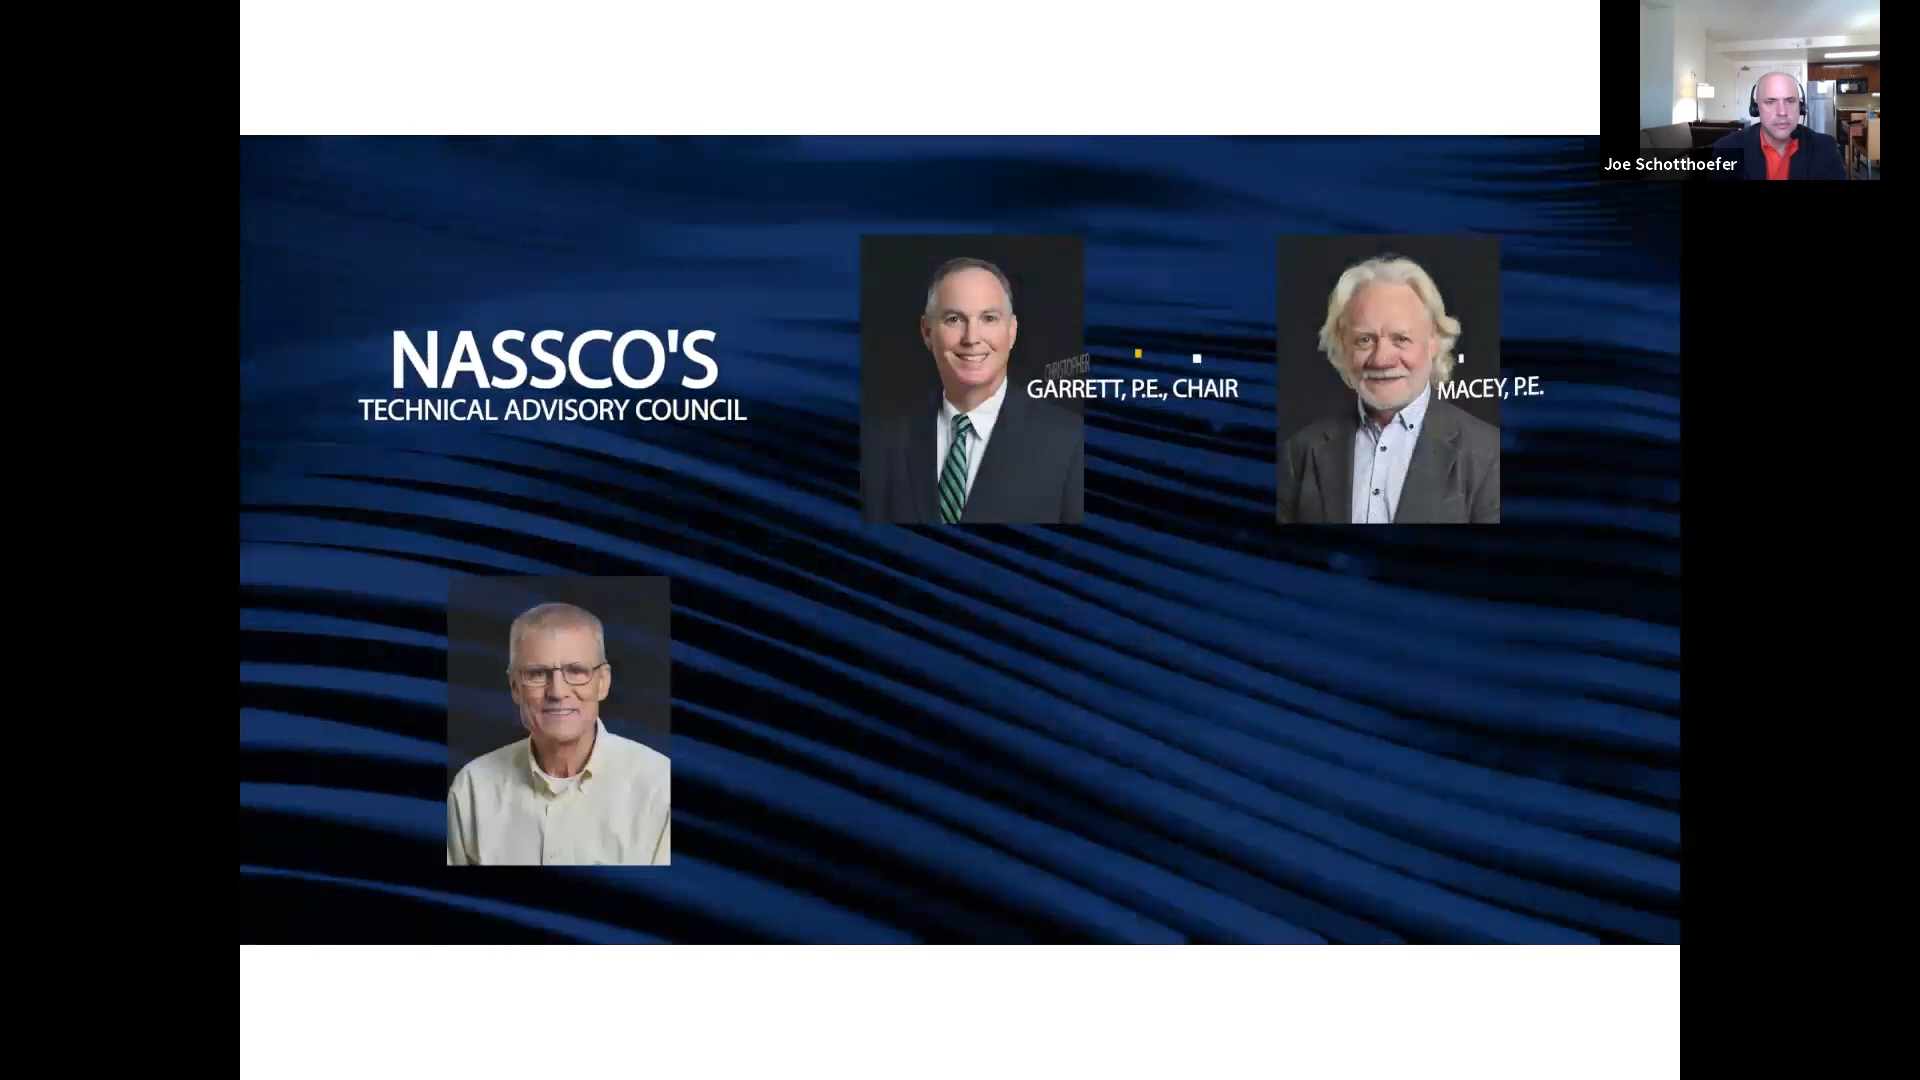 Joe Schotthoefer
NASSCO'S
TECHNICAL ADVISORY COUNCIL
CHRISTOPHER
GARRETT, P.E., CHAIR
MACEY, P.E.